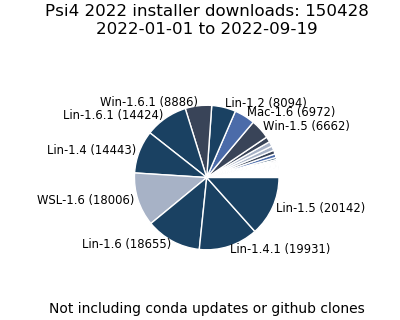 Psi4 2022 installer downloads: 150428
2022-01-01 to 2022-09-19
Win-1.6.1 (8886)
Lin-1.2 (8094)
Lin-1.6.1 (14424)
Mac-1.6 (6972)
Win-1.5 (6662)
Lin-1.4 (14443)
WSL-1.6 (18006)
Lin-1.5 (20142)
Lin-1.6 (18655)
Lin-1.4.1 (19931)
Not including conda updates or github clones